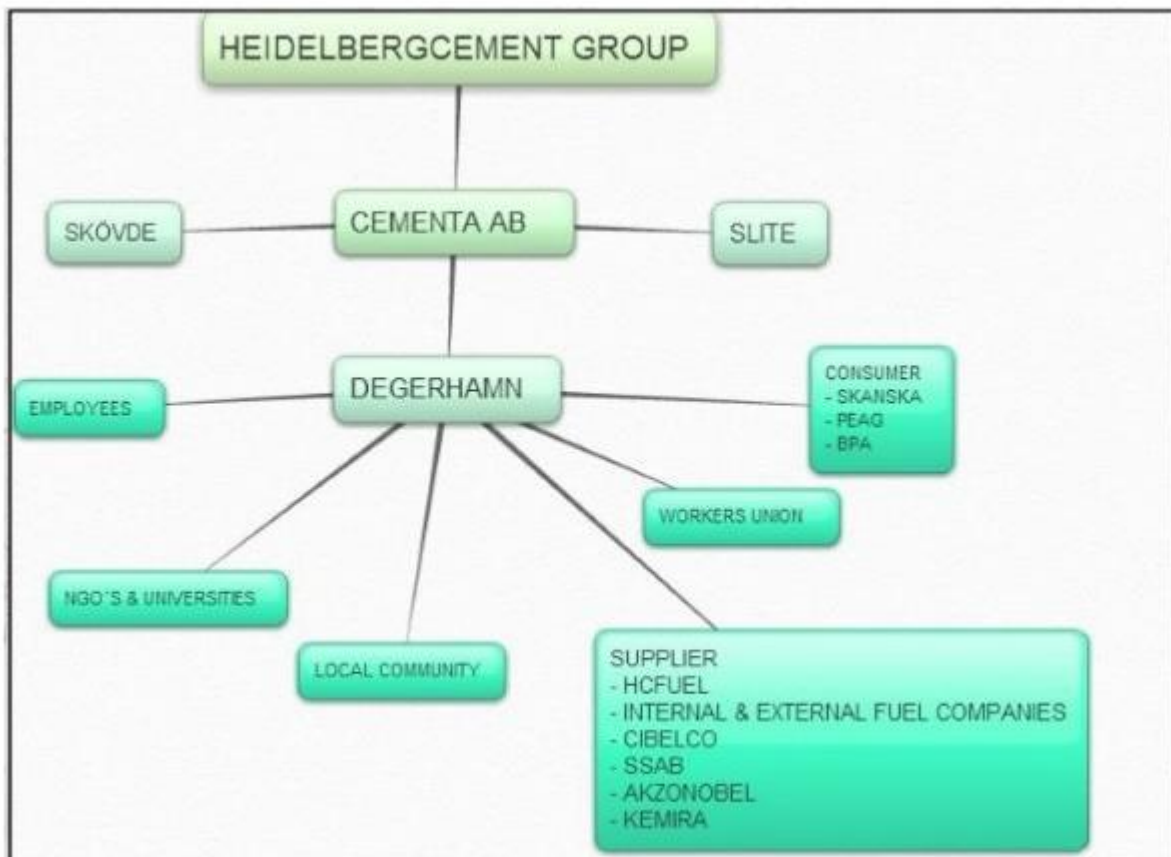 HEIDELBERGCEMENT GROUP
SKÖVDE
CEMENTA AB
SLITE
DEGERHAMN
EMPLOYEES
CONSUMER
- SKANSKA
- PEAG
- BPA
WORKERS UNION
NGO´S & UNIVERSITIES
LOCAL COMMUNITY
SUPPLIER
- HCFUEL
- INTERNAL & EXTERNAL FUEL COMPANIES
- CIBELCO
- SSAB
- AKZONOBEL
- KEMIRA